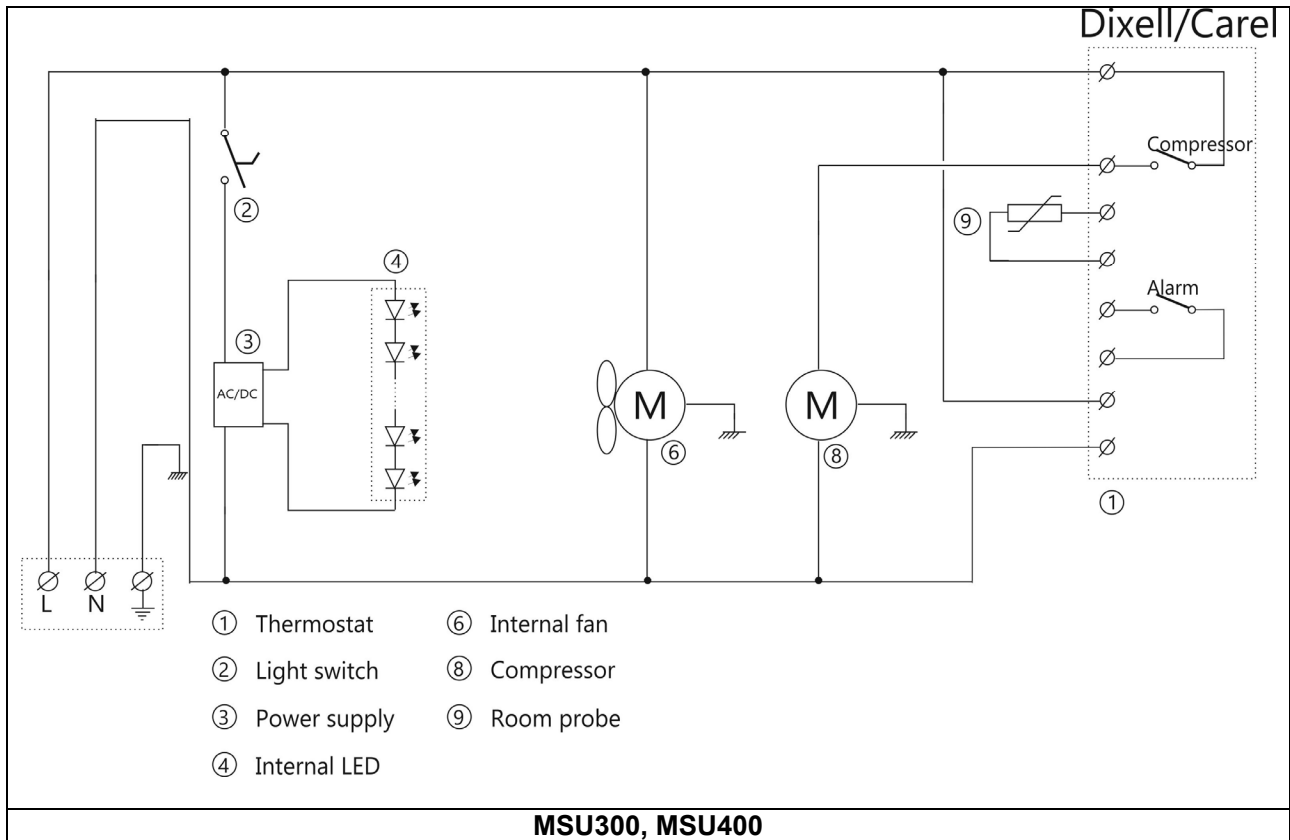 Dixell/Carel
Compressor
②
⑨
④
Alarm
③
AC/DC
M
M
⑥
⑧
①
L N
① Thermostat ⑥ Internal fan
② Light switch ⑧ Compressor
③ Power supply ⑨ Room probe
④ Internal LED
MSU300, MSU400